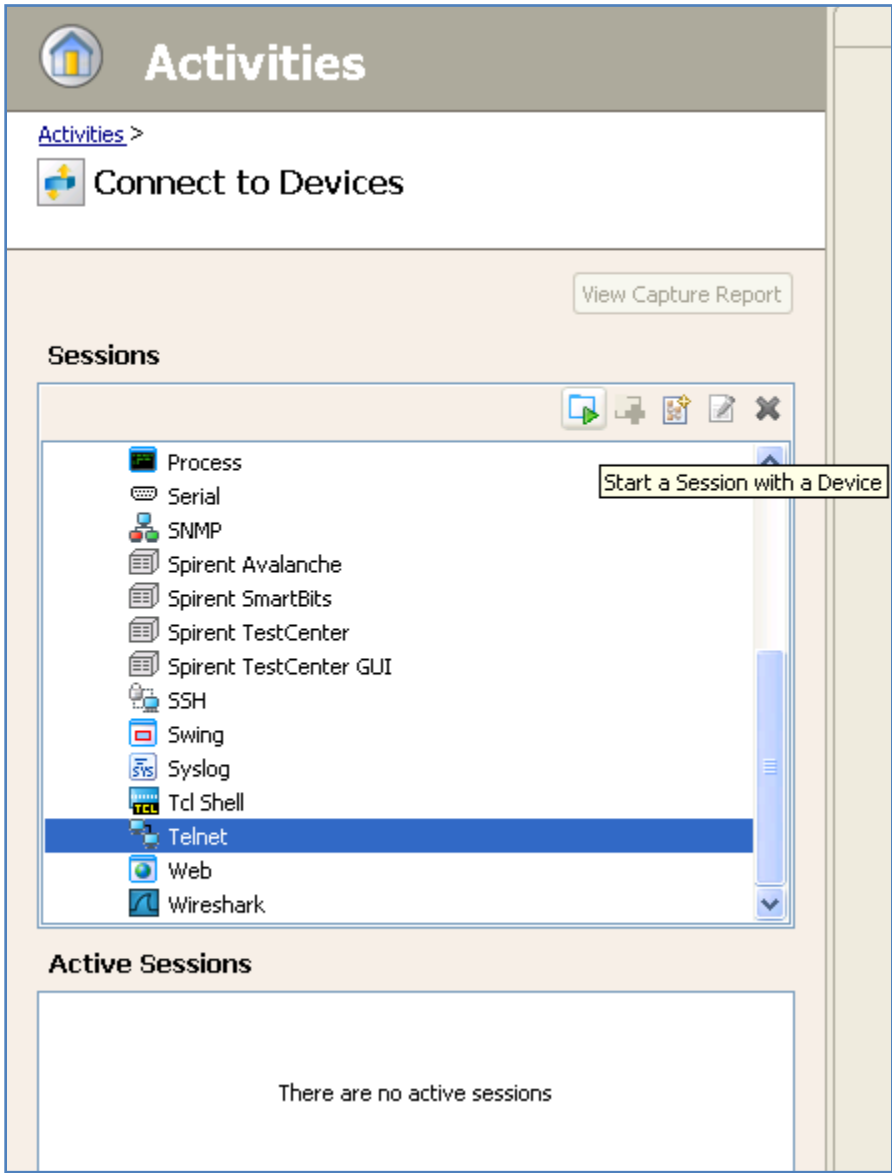 Activities
Activities >
Connect to Devices
View Capture Report
Sessions
Process
Start a Session with a Device
Serial
SNMP
Spirent Avalanche
Spirent SmartBits
Spirent TestCenter
Spirent TestCenter GUI
SSH
Swing
SYS
Syslog
TCL
Tcl Shell
Telnet
Web
Wireshark
Active Sessions
There are no active sessions